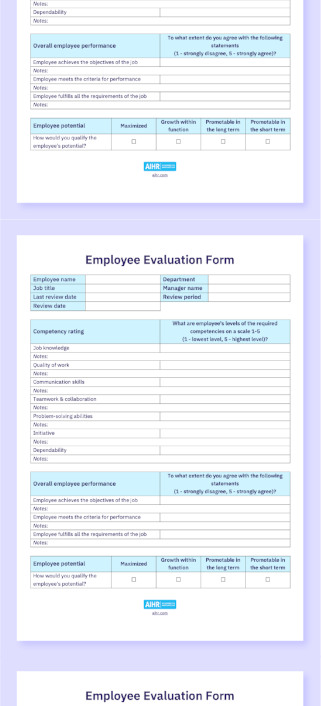 Notes:
Dependability
Notes:
Overall employee performance
To what extent do you agree with the following
statements
(1 - strongly disagree, 5 - strongly agree)?
Employee achieves the objectives of the job
Notes:
Employee meets the criteria for performance
Notes:
Employee fulfills all the requirements of the job
Notes:
Employee potential
Maximized
Growth within
function
Promotable in
the long term
Promotable in
the short term
How would you qualify the
employee's potential?
AIHR
aihr.com
Employee Evaluation Form
Employee name
Department
Job title
Manager name
Last review date
Review period
Review date
Competency rating
What are employee's levels of the required
competencies on a scale 1-5
(1 - lowest level, 5 - highest level)?
Job knowledge
Notes:
Quality of work
Notes:
Communication skills
Notes:
Teamwork & collaboration
Notes:
Problem-solving abilities
Notes:
Initiative
Notes:
Dependability
Notes:
Overall employee performance
To what extent do you agree with the following
statements
(1 - strongly disagree, 5 - strongly agree)?
Employee achieves the objectives of the job
Notes:
Employee meets the criteria for performance
Notes:
Employee fulfills all the requirements of the job
Notes:
Employee potential
Maximized
Growth within
function
Promotable in
the long term
Promotable in
the short term
How would you qualify the
employee's potential?
AIHR
aihr.com
Employee Evaluation Form